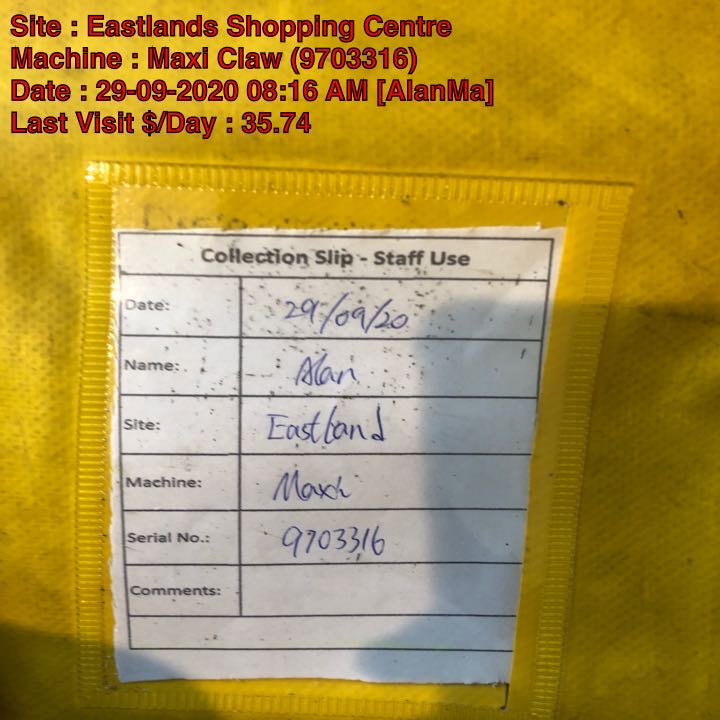 Site : Eastlands Shopping Centre
Machine : Maxi Claw (9703316)
Date : 29-09-2020 08:16 AM [AlanMa]
Last Visit $/Day : 35.74
Collection Slip - Staff Use
Date: 29/09/20
Name: Alan
Site: Eastland
Machine: Maxi
Serial No.: 9703316
Comments: